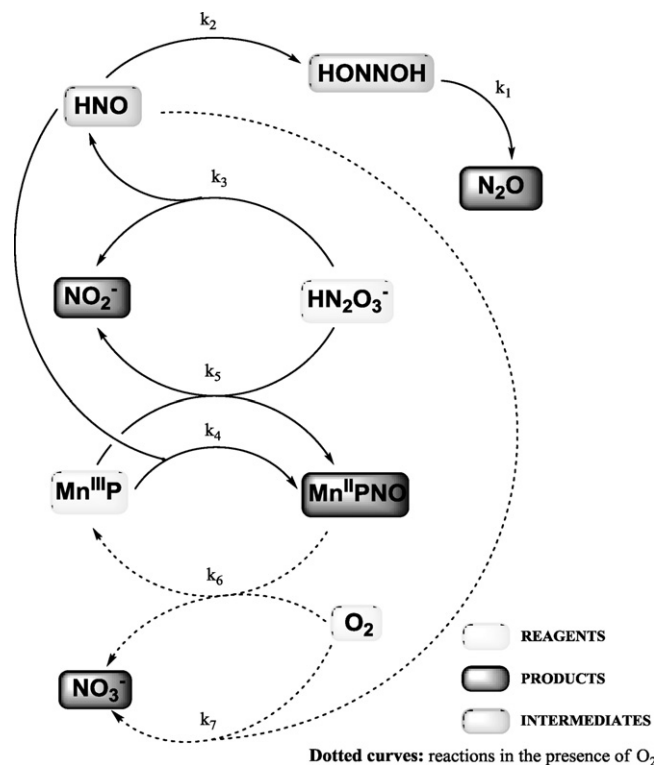 k₂
HONNOH
k₁
HNO
N₂O
k₃
NO₂⁻
HN₂O₃⁻
k₅
k₄
MnᴵᴵᴵP
MnᴵᴵPNO
k₆
O₂
NO₃⁻
k₇
REAGENTS
PRODUCTS
INTERMEDIATES
Dotted curves: reactions in the presence of O₂